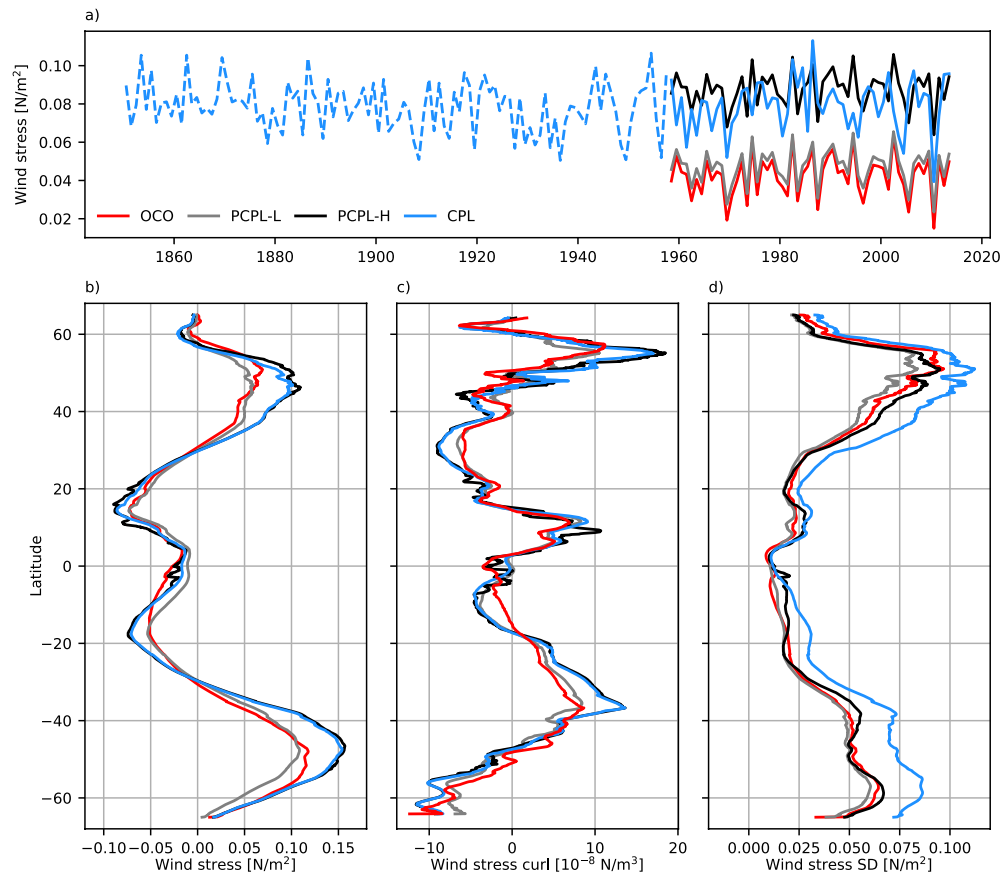 a)
Wind stress [N/m²]
0.10
0.08
0.06
0.04
0.02
OCO PCPL-L PCPL-H CPL
1860 1880 1900 1920 1940 1960 1980 2000 2020
b) c) d)
Latitude
60
40
20
0
−20
−40
−60
−0.10 −0.05 0.00 0.05 0.10 0.15
Wind stress [N/m²]
−10 0 10 20
Wind stress curl [10⁻⁸ N/m³]
0.000 0.025 0.050 0.075 0.100
Wind stress SD [N/m²]